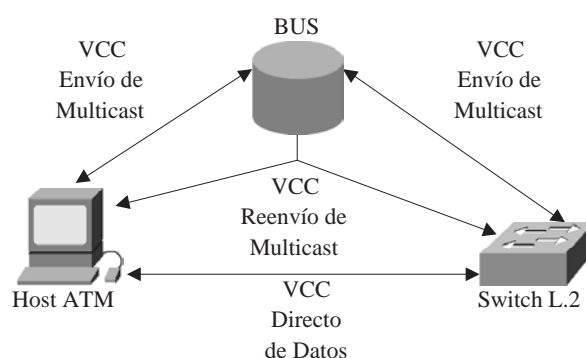 BUS
VCC
Envío de
Multicast
VCC
Envío de
Multicast
VCC
Reenvío de
Multicast
Host ATM
VCC
Directo
de Datos
Switch L.2